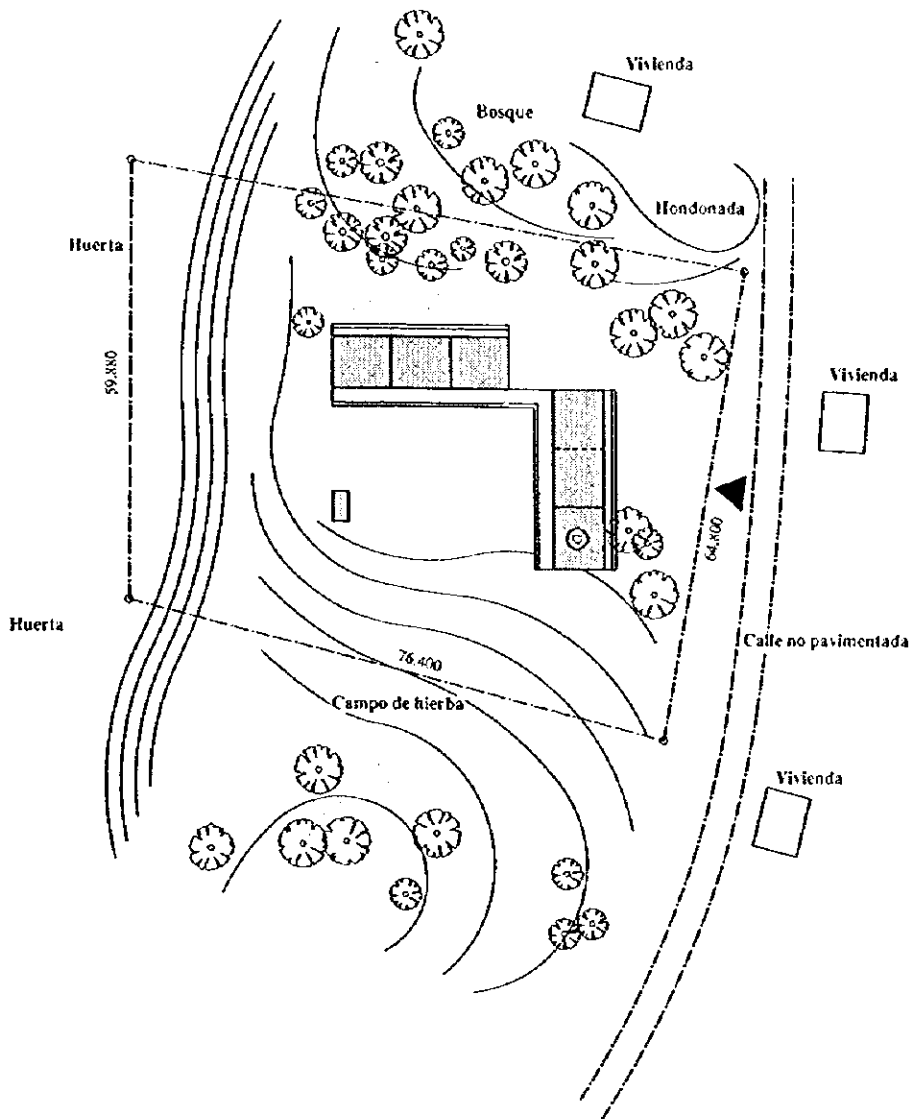 Vivienda
Bosque
Hondonada
Huerta
59.880
Vivienda
64.800
Huerta
Calle no pavimentada
76.400
Campo de hierba
Vivienda